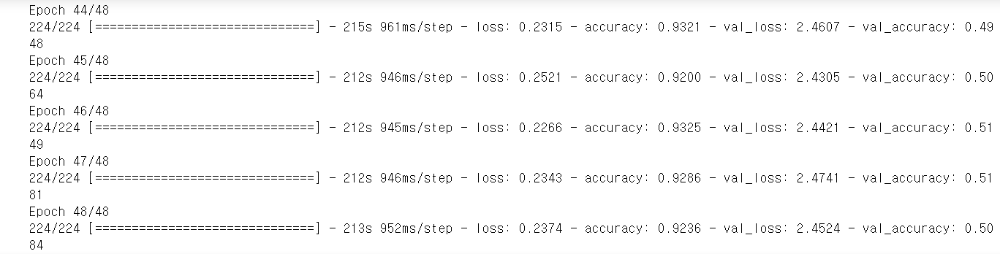 Epoch 44/48
224/224 [==============================] - 215s 961ms/step - loss: 0.2315 - accuracy: 0.9321 - val_loss: 2.4607 - val_accuracy: 0.49
48
Epoch 45/48
224/224 [==============================] - 212s 946ms/step - loss: 0.2521 - accuracy: 0.9200 - val_loss: 2.4305 - val_accuracy: 0.50
64
Epoch 46/48
224/224 [==============================] - 212s 945ms/step - loss: 0.2266 - accuracy: 0.9325 - val_loss: 2.4421 - val_accuracy: 0.51
49
Epoch 47/48
224/224 [==============================] - 212s 946ms/step - loss: 0.2343 - accuracy: 0.9286 - val_loss: 2.4741 - val_accuracy: 0.51
81
Epoch 48/48
224/224 [==============================] - 213s 952ms/step - loss: 0.2374 - accuracy: 0.9236 - val_loss: 2.4524 - val_accuracy: 0.50
84